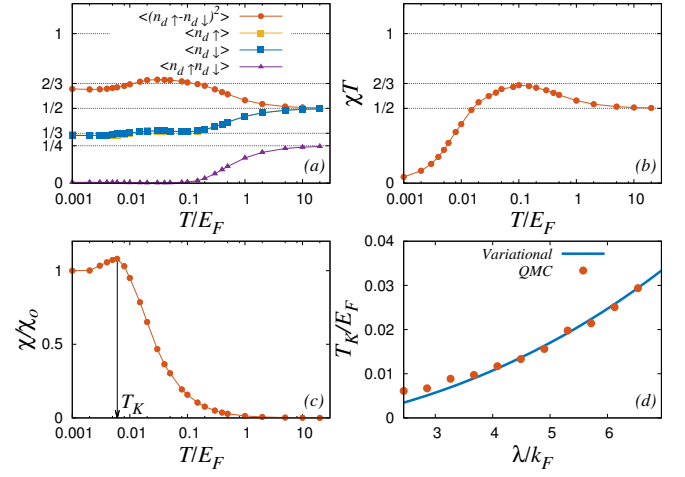 <(n_d↑-n_d↓)²>
<n_d↑>
<n_d↓>
<n_d↑n_d↓>
1
2/3
1/2
1/3
1/4
0
0.001 0.01 0.1 1 10
T/E_F
(a)
χT
1
2/3
1/2
0
0.001 0.01 0.1 1 10
T/E_F
(b)
χ/χ_o
1
0.5
0
0.001 0.01 0.1 1 10
T/E_F
T_K
(c)
T_K/E_F
0.04
0.03
0.02
0.01
0
3 4 5 6
λ/k_F
Variational
QMC
(d)